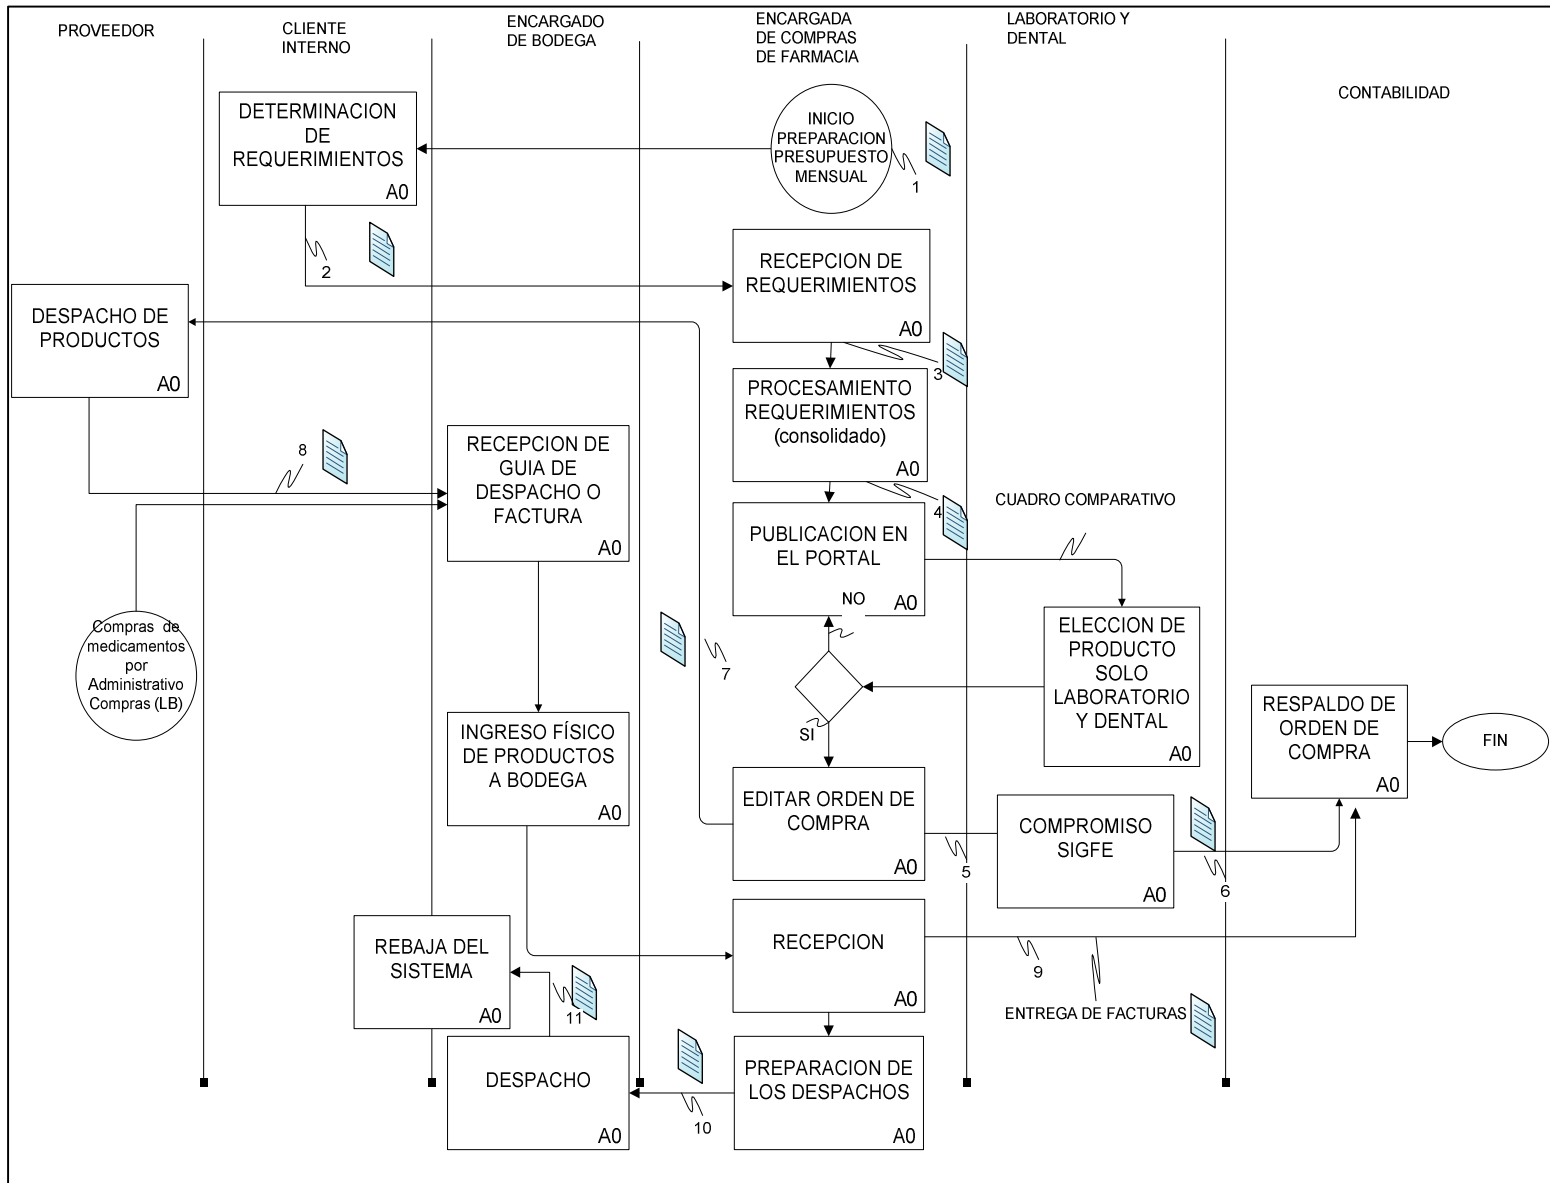 PROVEEDOR
CLIENTE
INTERNO
ENCARGADO
DE BODEGA
ENCARGADA
DE COMPRAS
DE FARMACIA
LABORATORIO Y
DENTAL
CONTABILIDAD
DETERMINACION
DE
REQUERIMIENTOS
A0
INICIO
PREPARACION
PRESUPUESTO
MENSUAL
1
2
RECEPCION DE
REQUERIMIENTOS
A0
DESPACHO DE
PRODUCTOS
A0
3
PROCESAMIENTO
REQUERIMIENTOS
(consolidado)
A0
8
RECEPCION DE
GUIA DE
DESPACHO O
FACTURA
A0
4
CUADRO COMPARATIVO
PUBLICACION EN
EL PORTAL
A0
NO
ELECCION DE
PRODUCTO
SOLO
LABORATORIO
Y DENTAL
A0
Compras de
medicamentos
por
Administrativo
Compras (LB)
7
SI
INGRESO FÍSICO
DE PRODUCTOS
A BODEGA
A0
RESPALDO DE
ORDEN DE
COMPRA
A0
FIN
EDITAR ORDEN DE
COMPRA
A0
5
COMPROMISO
SIGFE
A0
6
REBAJA DEL
SISTEMA
A0
11
RECEPCION
A0
9
ENTREGA DE FACTURAS
DESPACHO
A0
10
PREPARACION DE
LOS DESPACHOS
A0